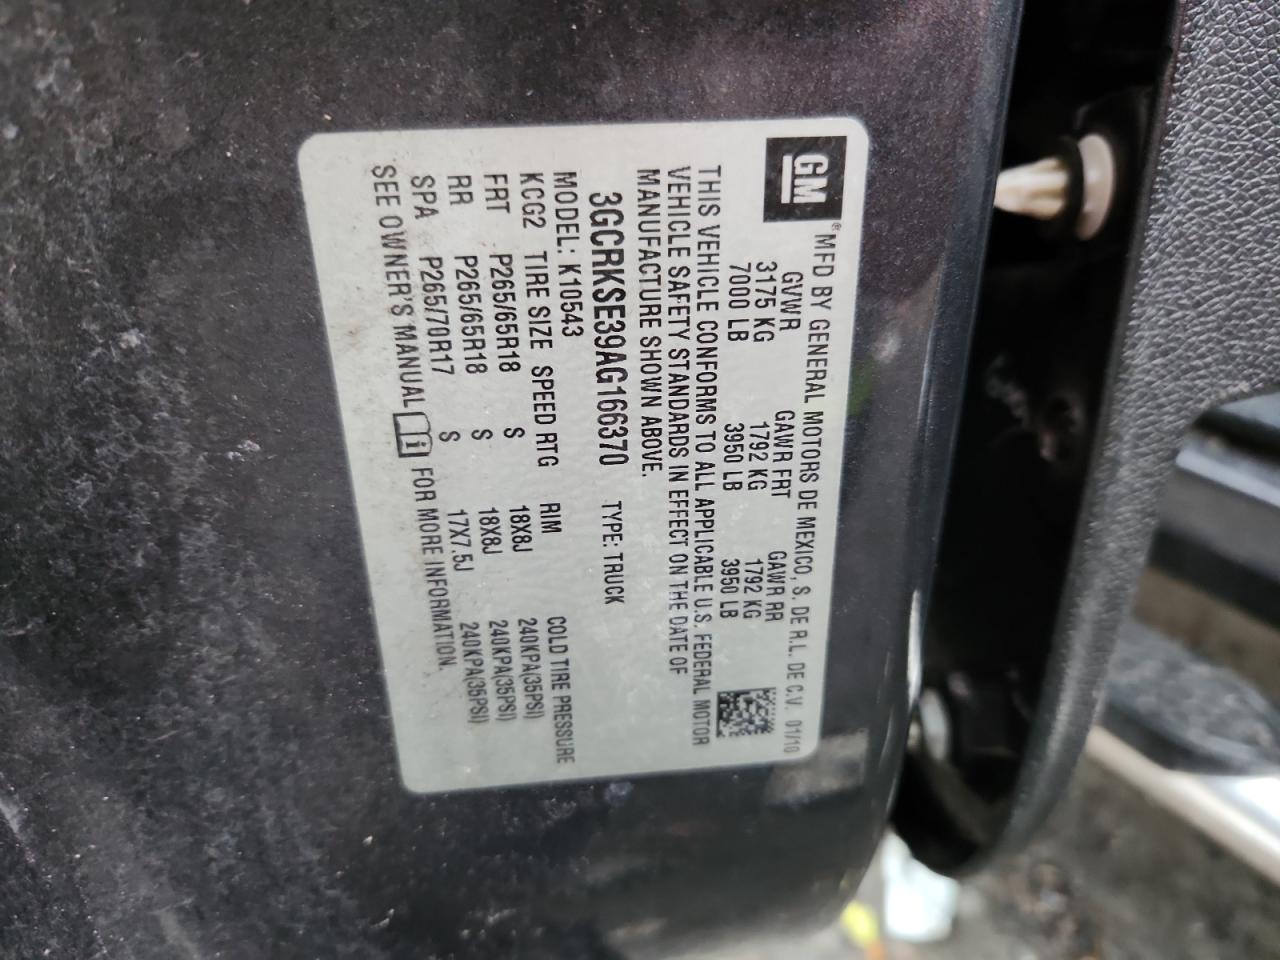 GM® MFD BY GENERAL MOTORS DE MEXICO, S. DE R.L. DE C.V. 01/10
GVWR GAWR FRT GAWR RR
3175 KG 1792 KG 1792 KG
7000 LB 3950 LB 3950 LB
THIS VEHICLE CONFORMS TO ALL APPLICABLE U.S. FEDERAL MOTOR
VEHICLE SAFETY STANDARDS IN EFFECT ON THE DATE OF
MANUFACTURE SHOWN ABOVE.
3GCRKSE39AG166370 TYPE: TRUCK
MODEL: K10543
KCG2 TIRE SIZE SPEED RTG RIM COLD TIRE PRESSURE
FRT P265/65R18 S 18X8J 240KPA(35PSI)
RR P265/65R18 S 18X8J 240KPA(35PSI)
SPA P265/70R17 S 17X7.5J 240KPA(35PSI)
SEE OWNER'S MANUAL i FOR MORE INFORMATION.